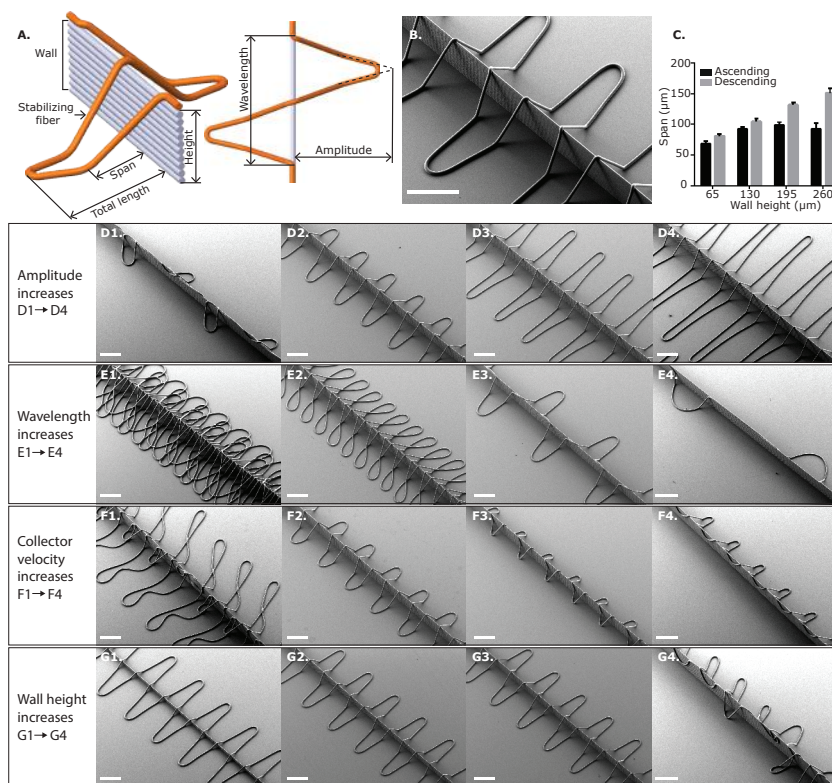 A.
Wall
Stabilizing
fiber
Span
Total length
Height
Wavelength
Amplitude
B.
C.
Ascending
Descending
Span (µm)
200
150
100
50
0
65 130 195 260
Wall height (µm)
Amplitude
increases
D1→ D4
D1. D2. D3. D4.
Wavelength
increases
E1→ E4
E1. E2. E3. E4.
Collector
velocity
increases
F1→ F4
F1. F2. F3. F4.
Wall height
increases
G1→ G4
G1. G2. G3. G4.